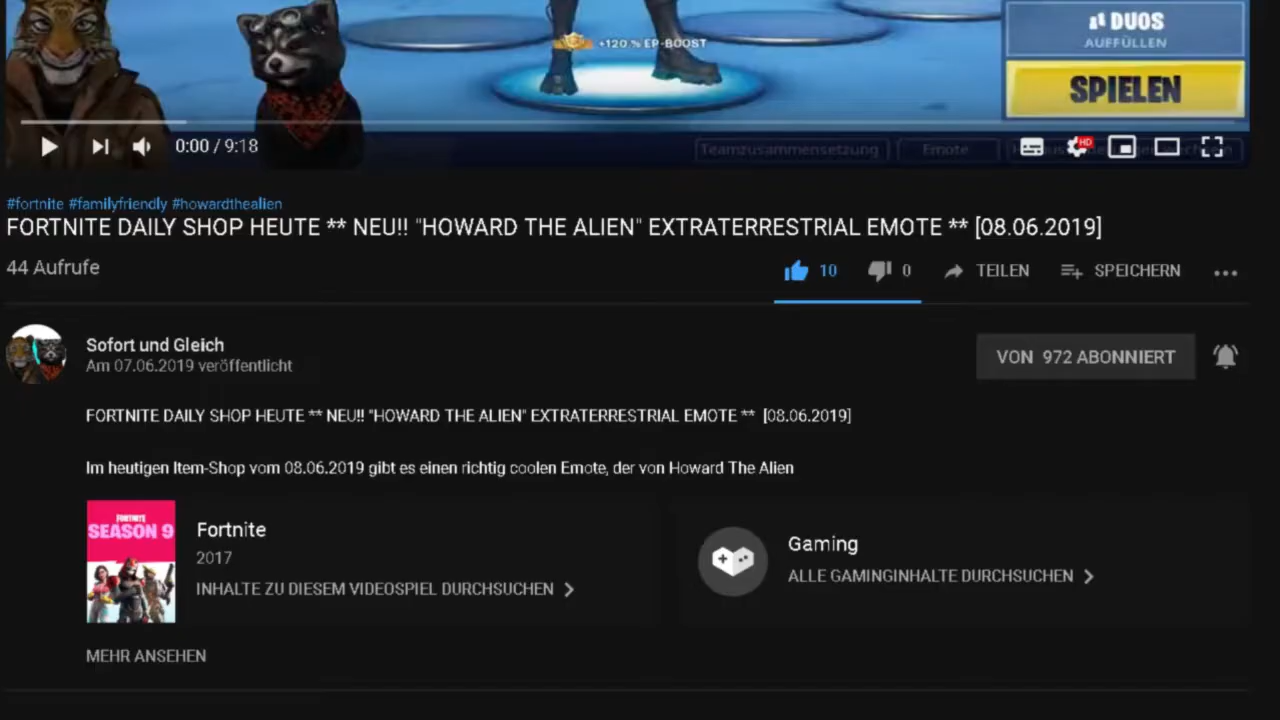 DUOS
AUFFÜLLEN
+120 % EP-BOOST
SPIELEN
0:00 / 9:18
HD
Teamzusammensetzung
Emote
#fortnite #familyfriendly #howardthealien
FORTNITE DAILY SHOP HEUTE ** NEU!! "HOWARD THE ALIEN" EXTRATERRESTRIAL EMOTE ** [08.06.2019]
44 Aufrufe
10
0
TEILEN
SPEICHERN
Sofort und Gleich
Am 07.06.2019 veröffentlicht
VON 972 ABONNIERT
FORTNITE DAILY SHOP HEUTE ** NEU!! "HOWARD THE ALIEN" EXTRATERRESTRIAL EMOTE ** [08.06.2019]
Im heutigen Item-Shop vom 08.06.2019 gibt es einen richtig coolen Emote, der von Howard The Alien
FORTNITE
SEASON 9
Fortnite
2017
INHALTE ZU DIESEM VIDEOSPIEL DURCHSUCHEN
Gaming
ALLE GAMINGINHALTE DURCHSUCHEN
MEHR ANSEHEN